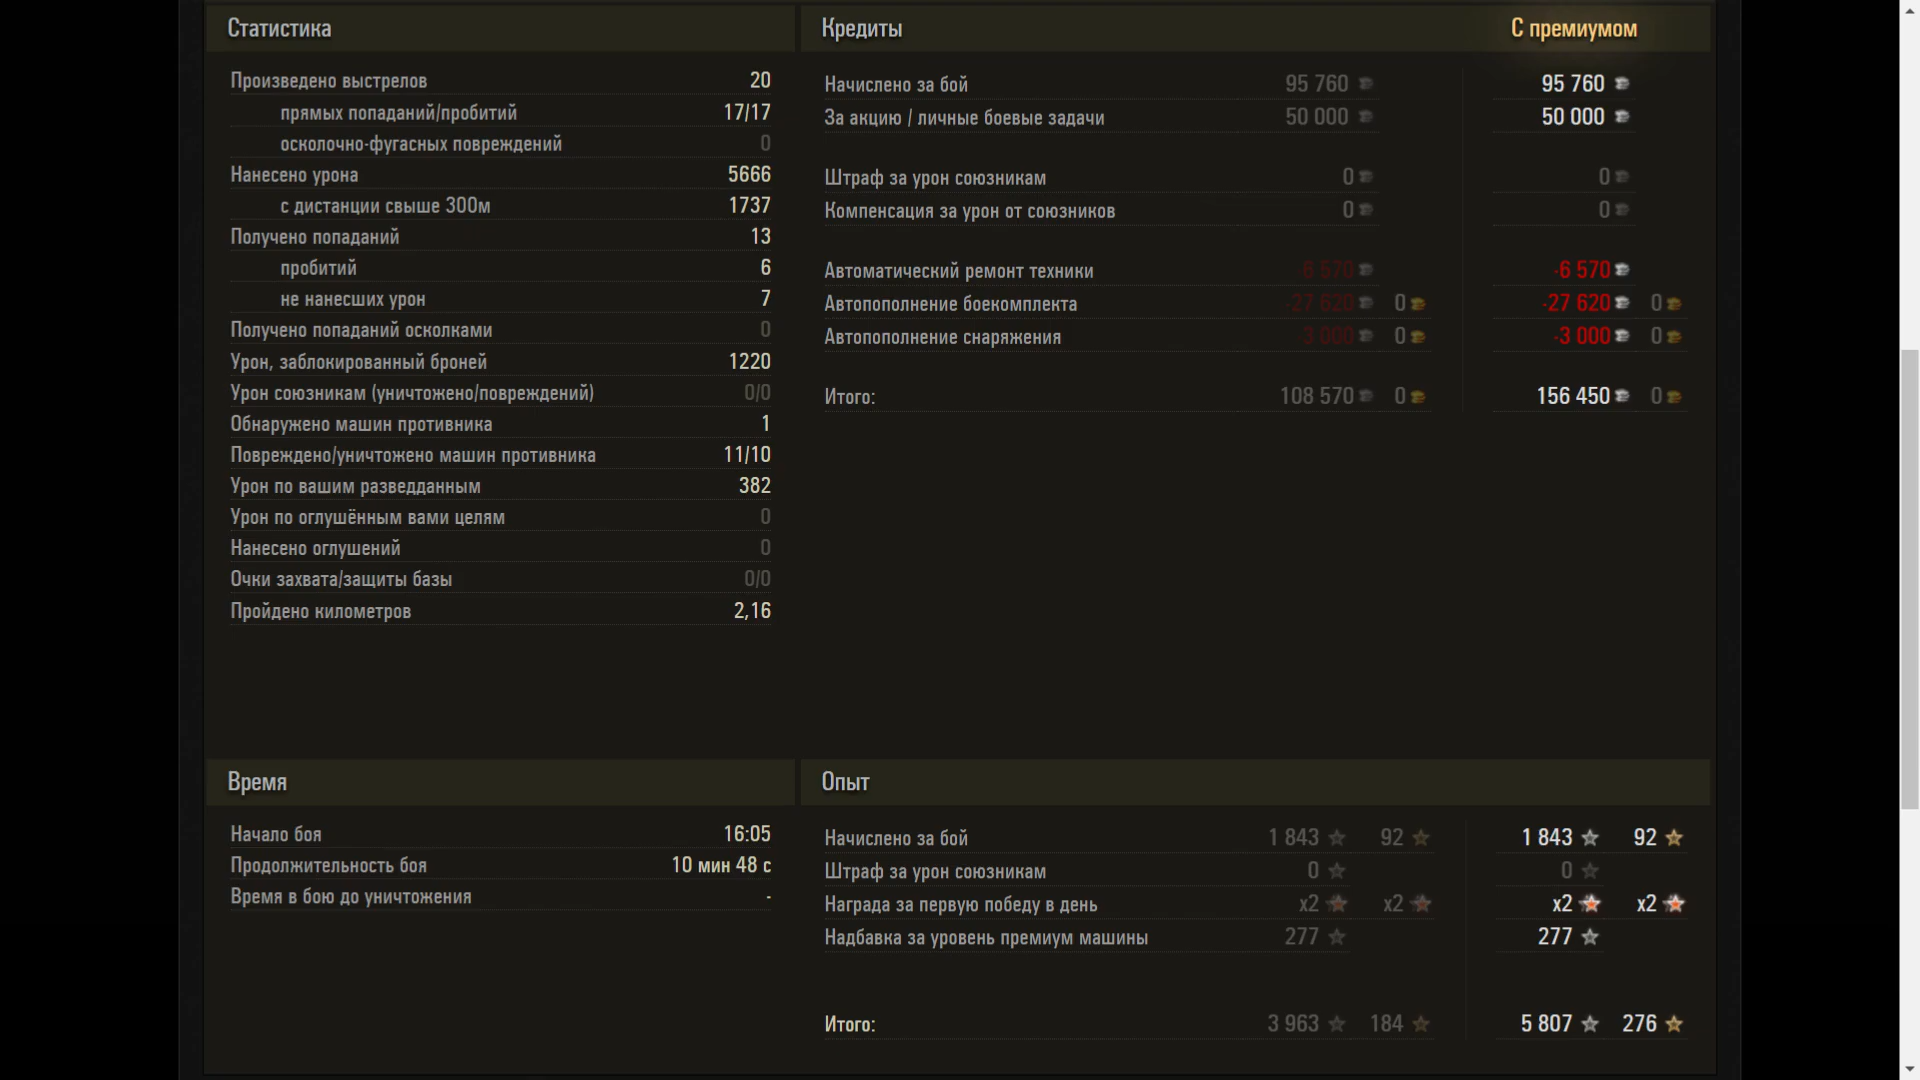 Статистика
Произведено выстрелов 20
прямых попаданий/пробитий 17/17
осколочно-фугасных повреждений 0
Нанесено урона 5666
с дистанции свыше 300м 1737
Получено попаданий 13
пробитий 6
не нанесших урон 7
Получено попаданий осколками 0
Урон, заблокированный броней 1220
Урон союзникам (уничтожено/повреждений) 0/0
Обнаружено машин противника 1
Повреждено/уничтожено машин противника 11/10
Урон по вашим разведданным 382
Урон по оглушённым вами целям 0
Нанесено оглушений 0
Очки захвата/защиты базы 0/0
Пройдено километров 2,16
Кредиты С премиумом
Начислено за бой 95 760 95 760
За акцию / личные боевые задачи 50 000 50 000
Штраф за урон союзникам 0 0
Компенсация за урон от союзников 0 0
Автоматический ремонт техники -6 570 -6 570
Автопополнение боекомплекта -27 620 0 -27 620 0
Автопополнение снаряжения -3 000 0 -3 000 0
Итого: 108 570 0 156 450 0
Время
Начало боя 16:05
Продолжительность боя 10 мин 48 с
Время в бою до уничтожения -
Опыт
Начислено за бой 1 843 92 1 843 92
Штраф за урон союзникам 0 0
Награда за первую победу в день x2 x2 x2 x2
Надбавка за уровень премиум машины 277 277
Итого: 3 963 184 5 807 276